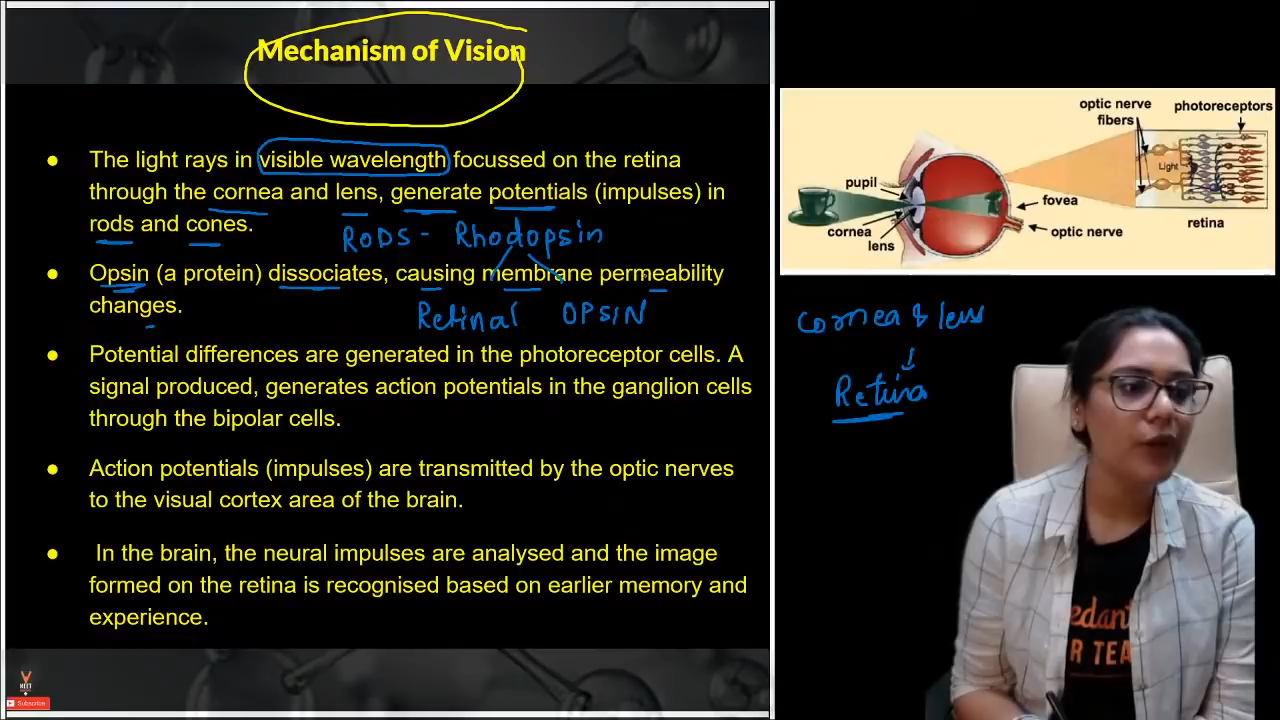 Mechanism of Vision
● The light rays in visible wavelength focussed on the retina
through the cornea and lens, generate potentials (impulses) in
rods and cones.
RODS - Rhodopsin
● Opsin (a protein) dissociates, causing membrane permeability
changes.
Retinal OPSIN
● Potential differences are generated in the photoreceptor cells. A
signal produced, generates action potentials in the ganglion cells
through the bipolar cells.
● Action potentials (impulses) are transmitted by the optic nerves
to the visual cortex area of the brain.
● In the brain, the neural impulses are analysed and the image
formed on the retina is recognised based on earlier memory and
experience.
NEET
Subscribe
optic nerve
fibers
photoreceptors
Light
pupil
cornea
lens
fovea
optic nerve
retina
cornea & lens
Retina
edant
R TEA